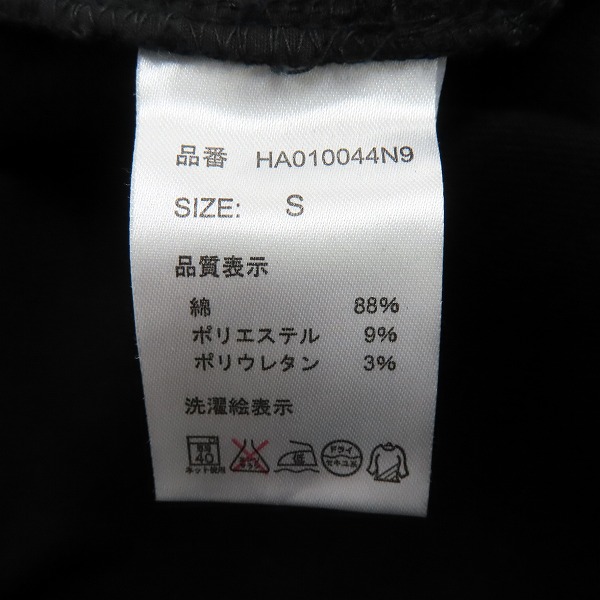 品番 HA010044N9
SIZE: S
品質表示
綿 88%
ポリエステル 9%
ポリウレタン 3%
洗濯絵表示
40 低 ドライ
ネット使用 セキユ系